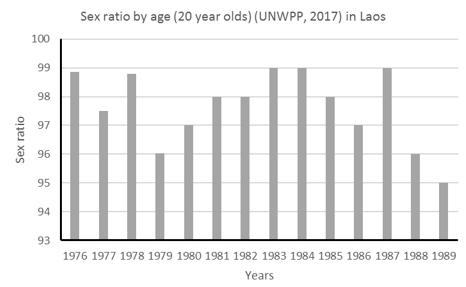 Sex ratio by age (20 year olds) (UNWPP, 2017) in Laos
100
99
98
97
96
95
94
93
Sex ratio
1976 1977 1978 1979 1980 1981 1982 1983 1984 1985 1986 1987 1988 1989
Years